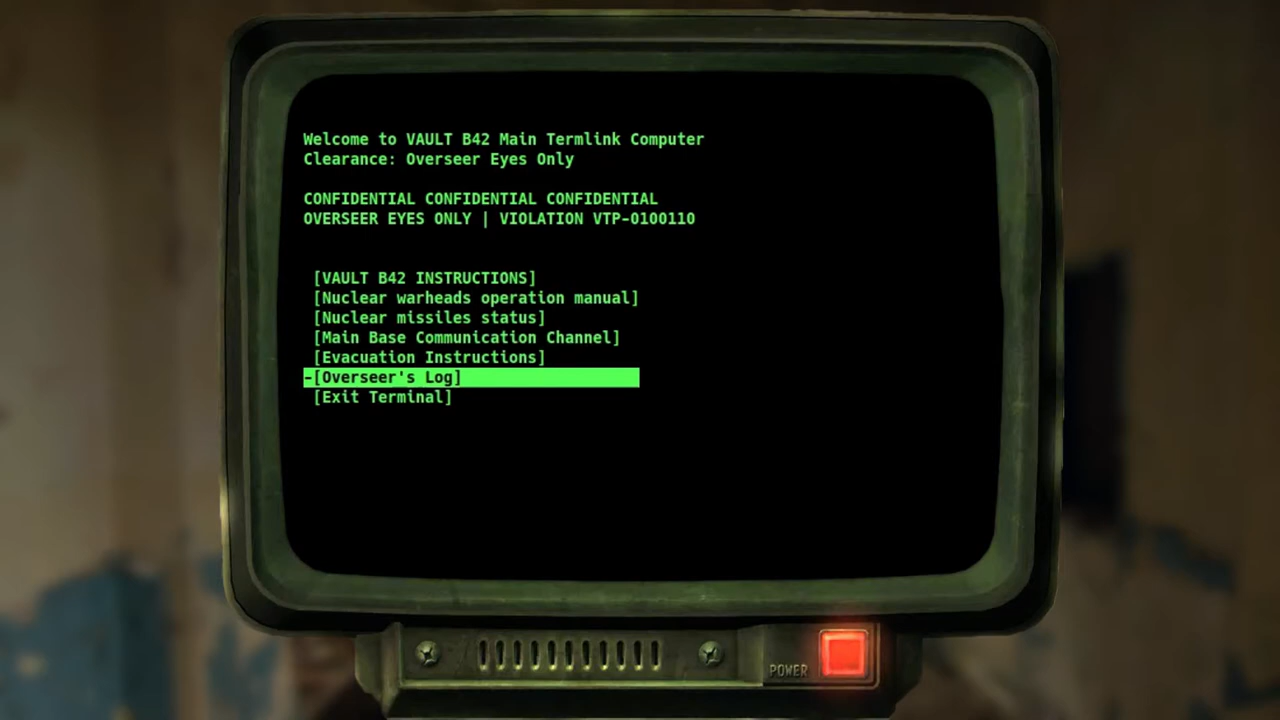 Welcome to VAULT B42 Main Termlink Computer
Clearance: Overseer Eyes Only
CONFIDENTIAL CONFIDENTIAL CONFIDENTIAL
OVERSEER EYES ONLY | VIOLATION VTP-0100110
[VAULT B42 INSTRUCTIONS]
[Nuclear warheads operation manual]
[Nuclear missiles status]
[Main Base Communication Channel]
[Evacuation Instructions]
-[Overseer's Log]
[Exit Terminal]
POWER